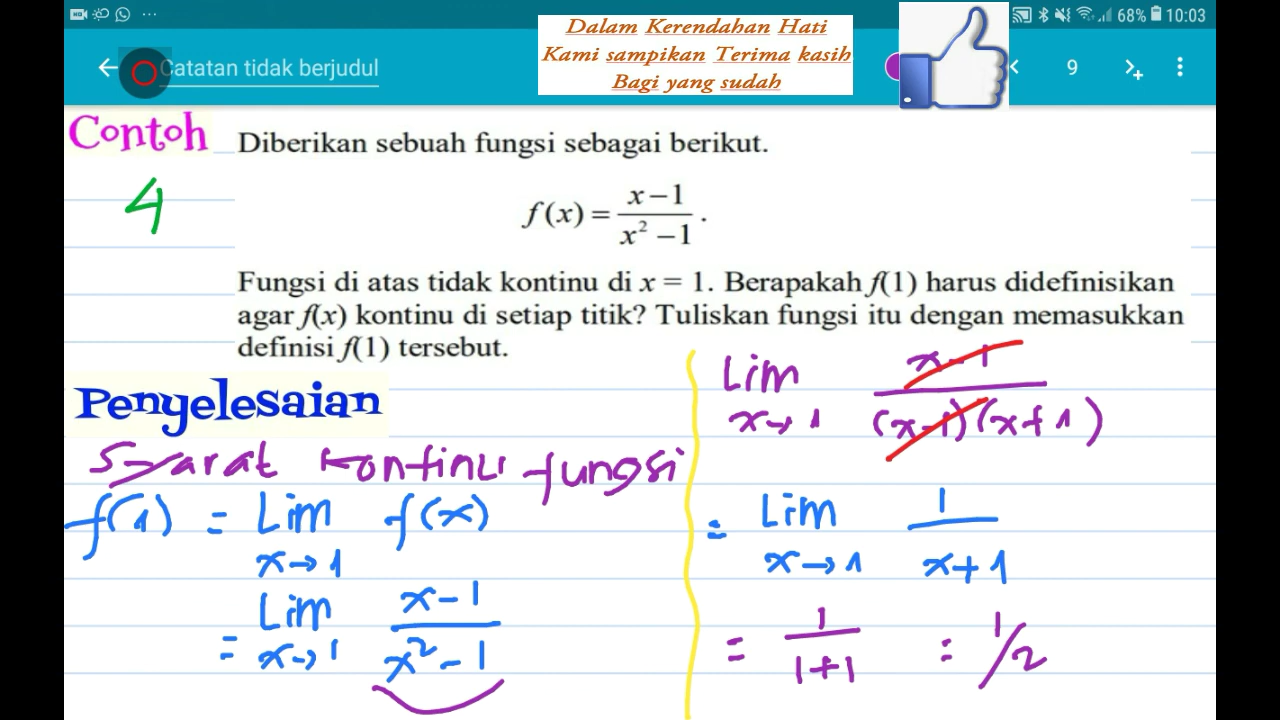 68% 10:03
Dalam Kerendahan Hati
Kami sampikan Terima kasih
Bagi yang sudah
Catatan tidak berjudul
9
Contoh
4
Diberikan sebuah fungsi sebagai berikut.
f(x) = (x−1)/(x² −1).
Fungsi di atas tidak kontinu di x = 1. Berapakah f(1) harus didefinisikan
agar f(x) kontinu di setiap titik? Tuliskan fungsi itu dengan memasukkan
definisi f(1) tersebut.
Penyelesaian
Syarat kontinu fungsi
f(1) = Lim x→1 f(x)
= Lim x→1 (x-1)/(x²-1)
Lim x→1 (x-1)/((x-1)(x+1))
= Lim x→1 1/(x+1)
= 1/(1+1) = 1/2